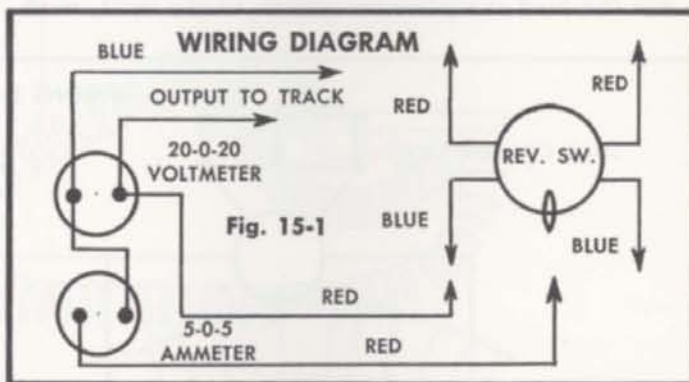 WIRING DIAGRAM
BLUE
OUTPUT TO TRACK
20-0-20
VOLTMETER
Fig. 15-1
RED
5-0-5
AMMETER
RED
RED
RED
REV. SW.
BLUE
BLUE